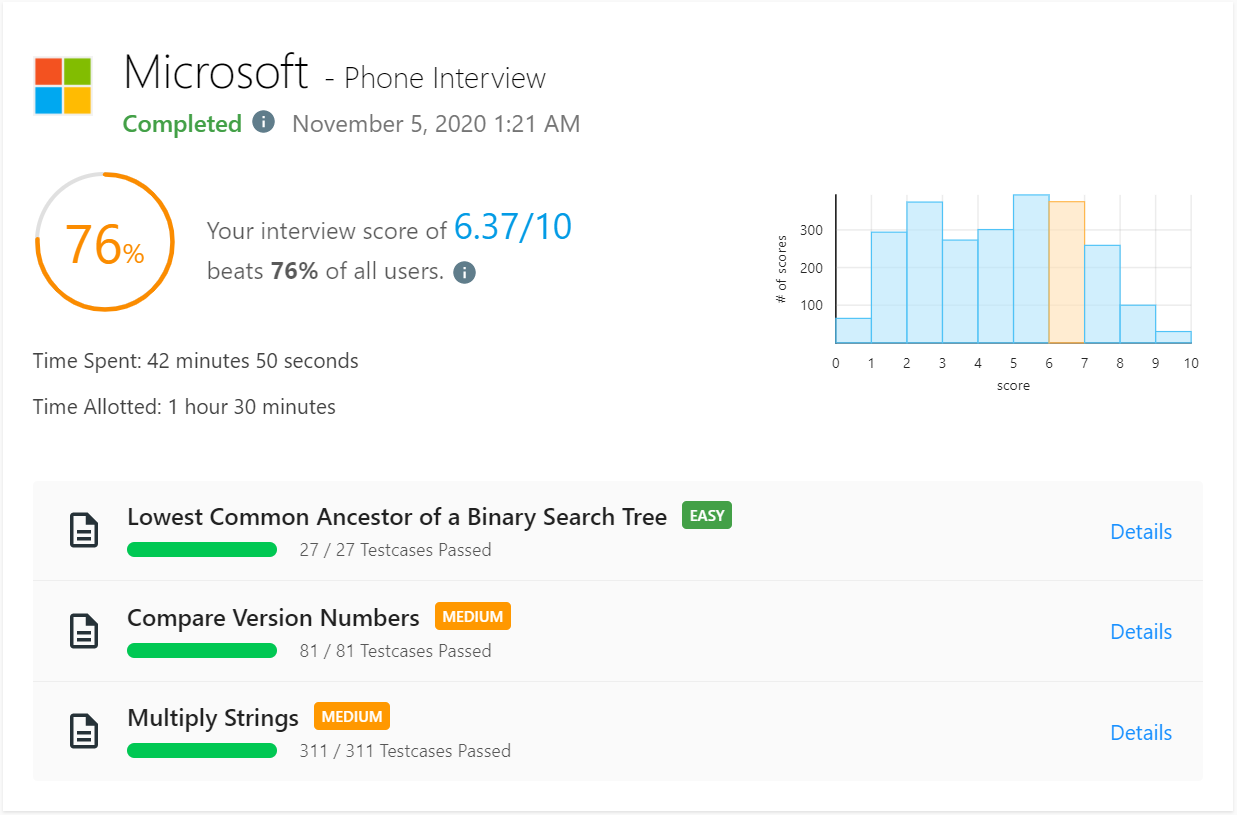 Microsoft - Phone Interview
Completed i November 5, 2020 1:21 AM
76%
Your interview score of 6.37/10
beats 76% of all users. i
Time Spent: 42 minutes 50 seconds
Time Allotted: 1 hour 30 minutes
# of scores
300
200
100
0 1 2 3 4 5 6 7 8 9 10
score
Lowest Common Ancestor of a Binary Search Tree EASY
27 / 27 Testcases Passed
Details
Compare Version Numbers MEDIUM
81 / 81 Testcases Passed
Details
Multiply Strings MEDIUM
311 / 311 Testcases Passed
Details